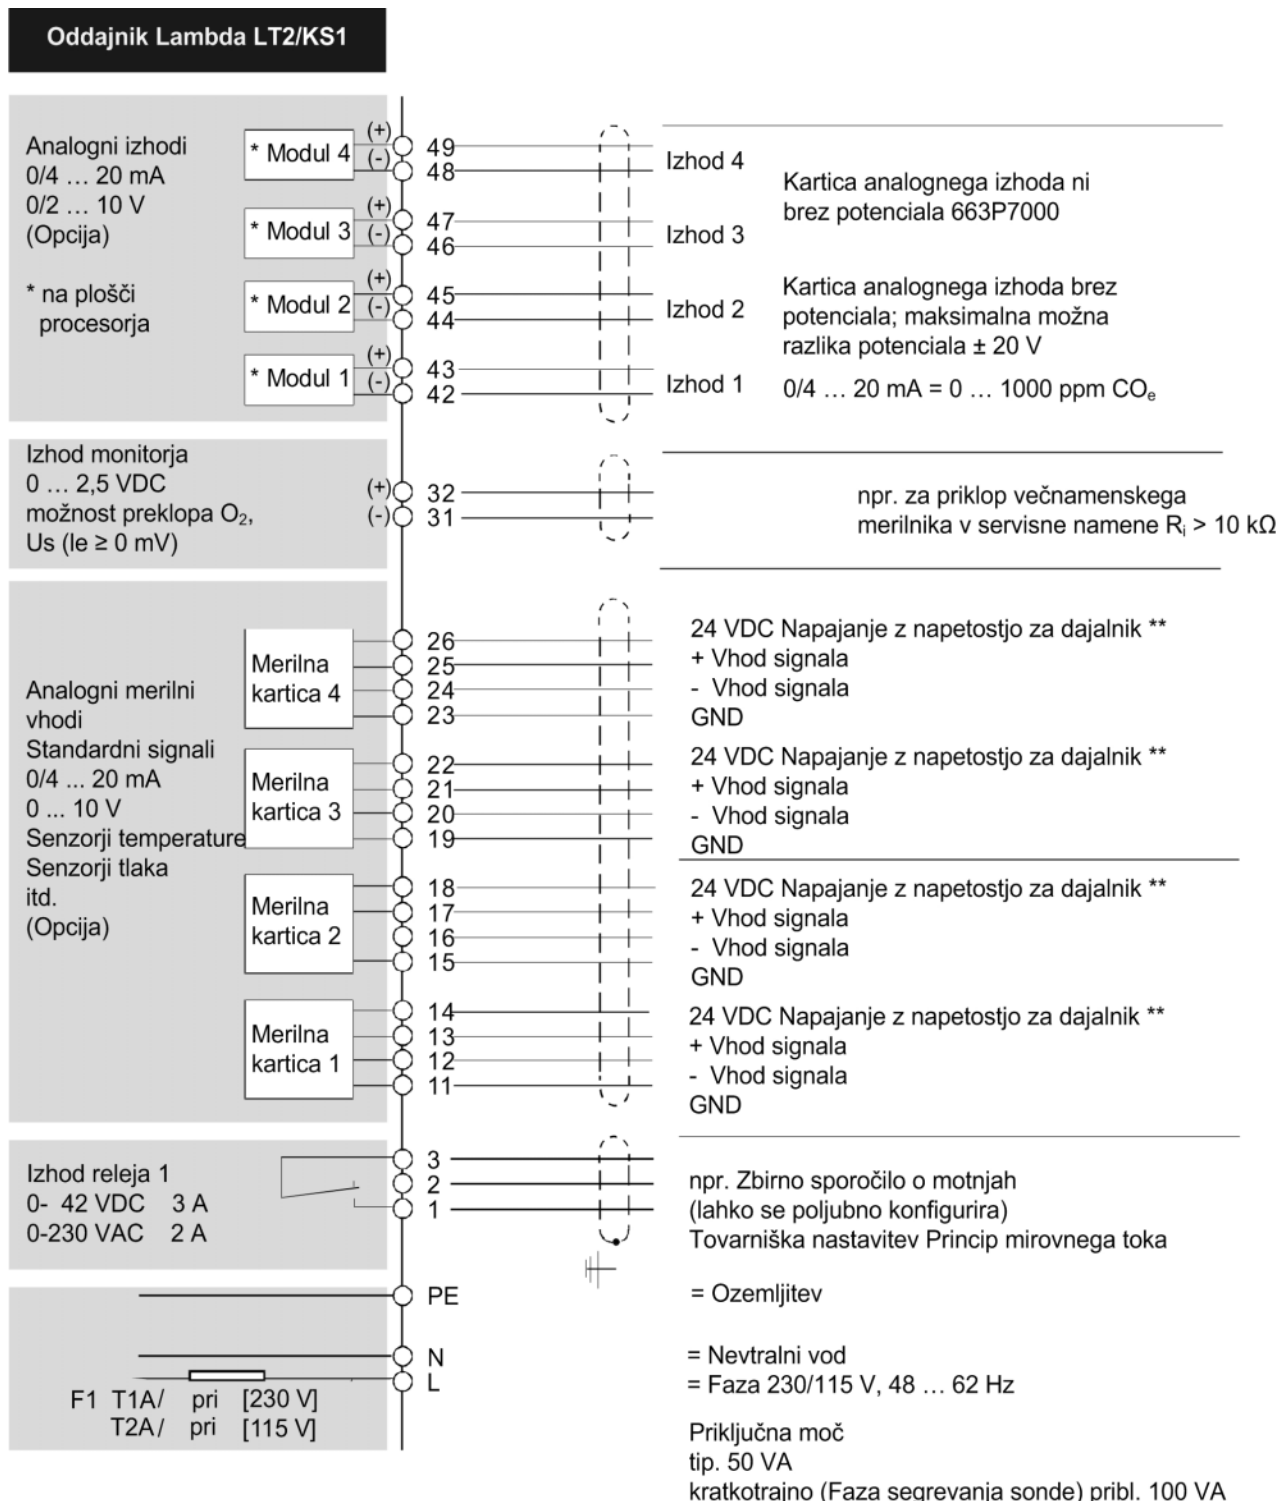 Oddajnik Lambda LT2/KS1
Analogni izhodi
0/4 … 20 mA
0/2 … 10 V
(Opcija)
* na plošči
procesorja
* Modul 4
(+)
(-)
49
48
Izhod 4
* Modul 3
(+)
(-)
47
46
Izhod 3
* Modul 2
(+)
(-)
45
44
Izhod 2
* Modul 1
(+)
(-)
43
42
Izhod 1
Kartica analognega izhoda ni
brez potenciala 663P7000
Kartica analognega izhoda brez
potenciala; maksimalna možna
razlika potenciala ± 20 V
0/4 … 20 mA = 0 … 1000 ppm COe
Izhod monitorja
0 … 2,5 VDC
možnost preklopa O2,
Us (le ≥ 0 mV)
(+)
(-)
32
31
npr. za priklop večnamenskega
merilnika v servisne namene Ri > 10 kΩ
Analogni merilni
vhodi
Standardni signali
0/4 ... 20 mA
0 ... 10 V
Senzorji temperature
Senzorji tlaka
itd.
(Opcija)
Merilna
kartica 4
26
25
24
23
24 VDC Napajanje z napetostjo za dajalnik **
+ Vhod signala
- Vhod signala
GND
Merilna
kartica 3
22
21
20
19
24 VDC Napajanje z napetostjo za dajalnik **
+ Vhod signala
- Vhod signala
GND
Merilna
kartica 2
18
17
16
15
24 VDC Napajanje z napetostjo za dajalnik **
+ Vhod signala
- Vhod signala
GND
Merilna
kartica 1
14
13
12
11
24 VDC Napajanje z napetostjo za dajalnik **
+ Vhod signala
- Vhod signala
GND
Izhod releja 1
0- 42 VDC 3 A
0-230 VAC 2 A
3
2
1
npr. Zbirno sporočilo o motnjah
(lahko se poljubno konfigurira)
Tovarniška nastavitev Princip mirovnega toka
PE
= Ozemljitev
N
= Nevtralni vod
L
= Faza 230/115 V, 48 … 62 Hz
F1 T1A/ pri [230 V]
T2A/ pri [115 V]
Priključna moč
tip. 50 VA
kratkotrajno (Faza segrevanja sonde) pribl. 100 VA